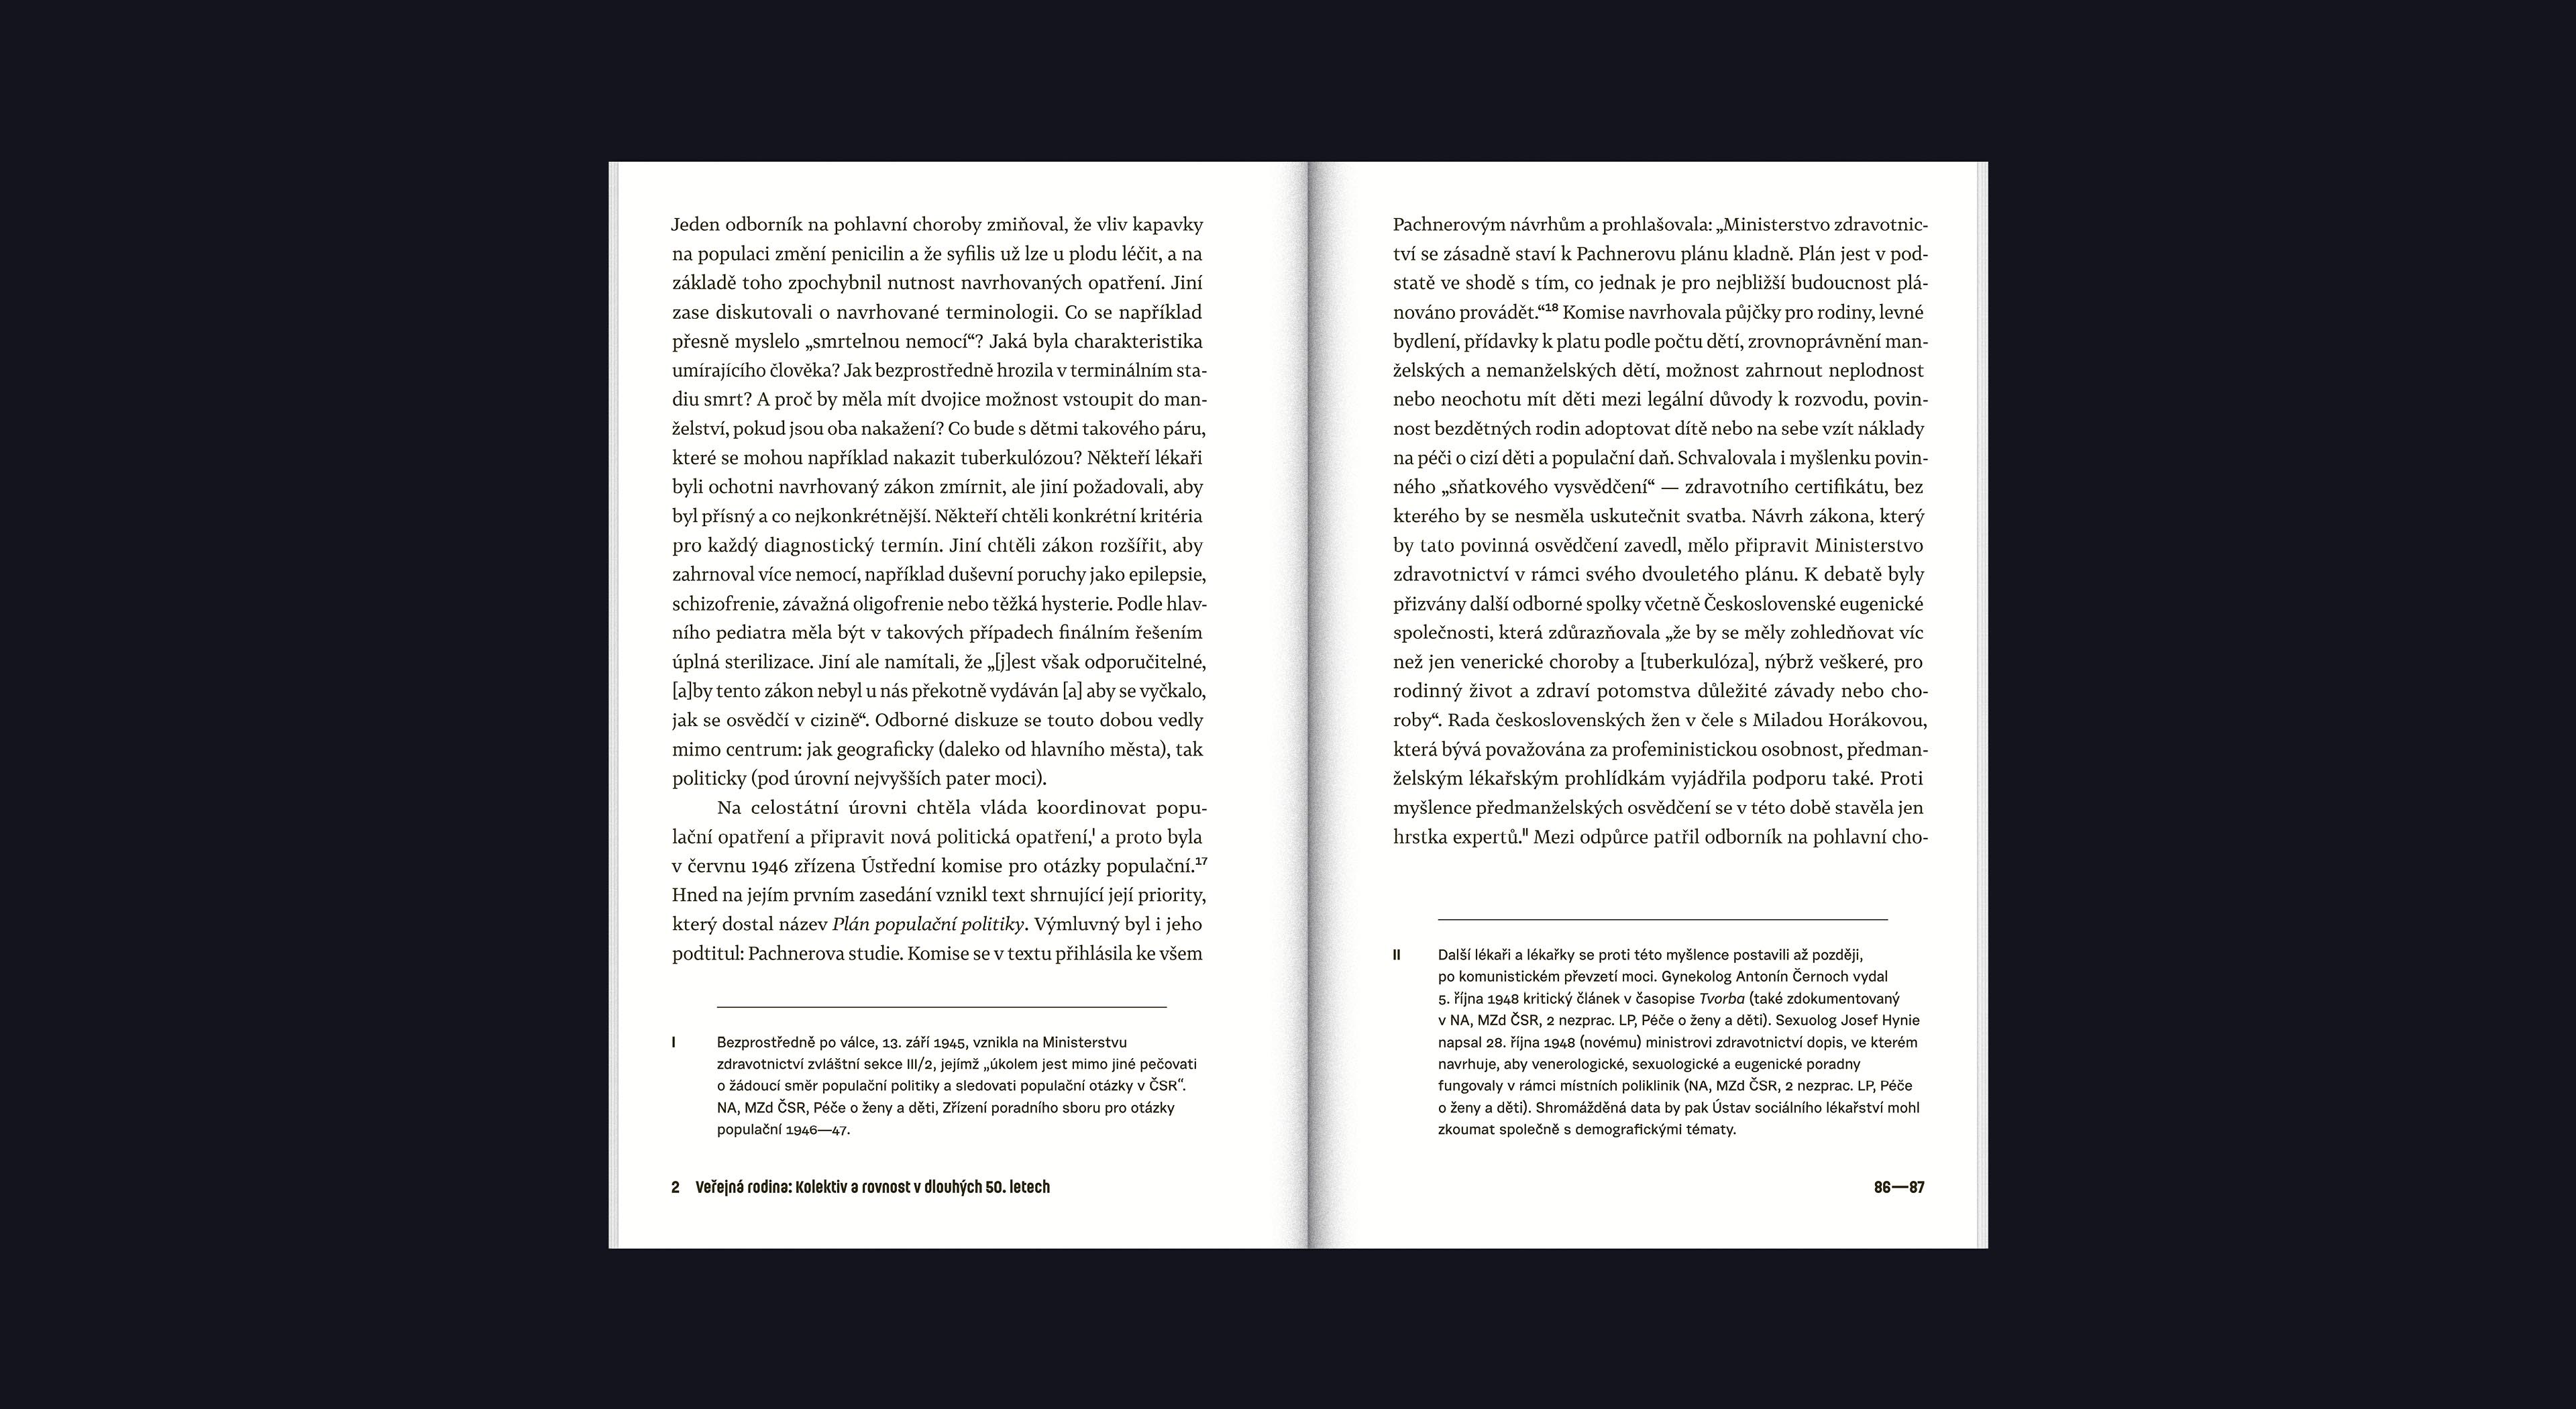 Jeden odborník na pohlavní choroby zmiňoval, že vliv kapavky
na populaci změní penicilin a že syfilis už lze u plodu léčit, a na
základě toho zpochybnil nutnost navrhovaných opatření. Jiní
zase diskutovali o navrhované terminologii. Co se například
přesně myslelo „smrtelnou nemocí“? Jaká byla charakteristika
umírajícího člověka? Jak bezprostředně hrozila v terminálním sta-
diu smrt? A proč by měla mít dvojice možnost vstoupit do man-
želství, pokud jsou oba nakažení? Co bude s dětmi takového páru,
které se mohou například nakazit tuberkulózou? Někteří lékaři
byli ochotni navrhovaný zákon zmírnit, ale jiní požadovali, aby
byl přísný a co nejkonkrétnější. Někteří chtěli konkrétní kritéria
pro každý diagnostický termín. Jiní chtěli zákon rozšířit, aby
zahrnoval více nemocí, například duševní poruchy jako epilepsie,
schizofrenie, závažná oligofrenie nebo těžká hysterie. Podle hlav-
ního pediatra měla být v takových případech finálním řešením
úplná sterilizace. Jiní ale namítali, že „[j]est však odporučitelné,
[a]by tento zákon nebyl u nás překotně vydáván [a] aby se vyčkalo,
jak se osvědčí v cizině“. Odborné diskuze se touto dobou vedly
mimo centrum: jak geograficky (daleko od hlavního města), tak
politicky (pod úrovní nejvyšších pater moci).
Na celostátní úrovni chtěla vláda koordinovat popu-
lační opatření a připravit nová politická opatření,I a proto byla
v červnu 1946 zřízena Ústřední komise pro otázky populační.17
Hned na jejím prvním zasedání vznikl text shrnující její priority,
který dostal název Plán populační politiky. Výmluvný byl i jeho
podtitul: Pachnerova studie. Komise se v textu přihlásila ke všem
I Bezprostředně po válce, 13. září 1945, vznikla na Ministerstvu
zdravotnictví zvláštní sekce III/2, jejímž „úkolem jest mimo jiné pečovati
o žádoucí směr populační politiky a sledovati populační otázky v ČSR“.
NA, MZd ČSR, Péče o ženy a děti, Zřízení poradního sboru pro otázky
populační 1946—47.
2 Veřejná rodina: Kolektiv a rovnost v dlouhých 50. letech
Pachnerovým návrhům a prohlašovala: „Ministerstvo zdravotnic-
tví se zásadně staví k Pachnerovu plánu kladně. Plán jest v pod-
statě ve shodě s tím, co jednak je pro nejbližší budoucnost plá-
nováno provádět.“18 Komise navrhovala půjčky pro rodiny, levné
bydlení, přídavky k platu podle počtu dětí, zrovnoprávnění man-
želských a nemanželských dětí, možnost zahrnout neplodnost
nebo neochotu mít děti mezi legální důvody k rozvodu, povin-
nost bezdětných rodin adoptovat dítě nebo na sebe vzít náklady
na péči o cizí děti a populační daň. Schvalovala i myšlenku povin-
ného „sňatkového vysvědčení“ — zdravotního certifikátu, bez
kterého by se nesměla uskutečnit svatba. Návrh zákona, který
by tato povinná osvědčení zavedl, mělo připravit Ministerstvo
zdravotnictví v rámci svého dvouletého plánu. K debatě byly
přizvány další odborné spolky včetně Československé eugenické
společnosti, která zdůrazňovala „že by se měly zohledňovat víc
než jen venerické choroby a [tuberkulóza], nýbrž veškeré, pro
rodinný život a zdraví potomstva důležité závady nebo cho-
roby“. Rada československých žen v čele s Miladou Horákovou,
která bývá považována za profeministickou osobnost, předman-
želským lékařským prohlídkám vyjádřila podporu také. Proti
myšlence předmanželských osvědčení se v této době stavěla jen
hrstka expertů.II Mezi odpůrce patřil odborník na pohlavní cho-
II Další lékaři a lékařky se proti této myšlence postavili až později,
po komunistickém převzetí moci. Gynekolog Antonín Černoch vydal
5. října 1948 kritický článek v časopise Tvorba (také zdokumentovaný
v NA, MZd ČSR, 2 nezprac. LP, Péče o ženy a děti). Sexuolog Josef Hynie
napsal 28. října 1948 (novému) ministrovi zdravotnictví dopis, ve kterém
navrhuje, aby venerologické, sexuologické a eugenické poradny
fungovaly v rámci místních poliklinik (NA, MZd ČSR, 2 nezprac. LP, Péče
o ženy a děti). Shromážděná data by pak Ústav sociálního lékařství mohl
zkoumat společně s demografickými tématy.
86—87